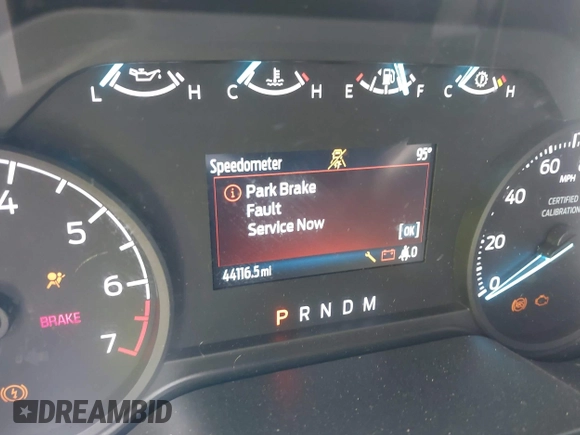 L H C H E F C H
Speedometer 95°
Park Brake
Fault
Service Now
[OK]
0
44116.5 mi
P R N D M
4
5
6
7
BRAKE
60
MPH
40
20
0
CERTIFIED
CALIBRATION
DREAMBID